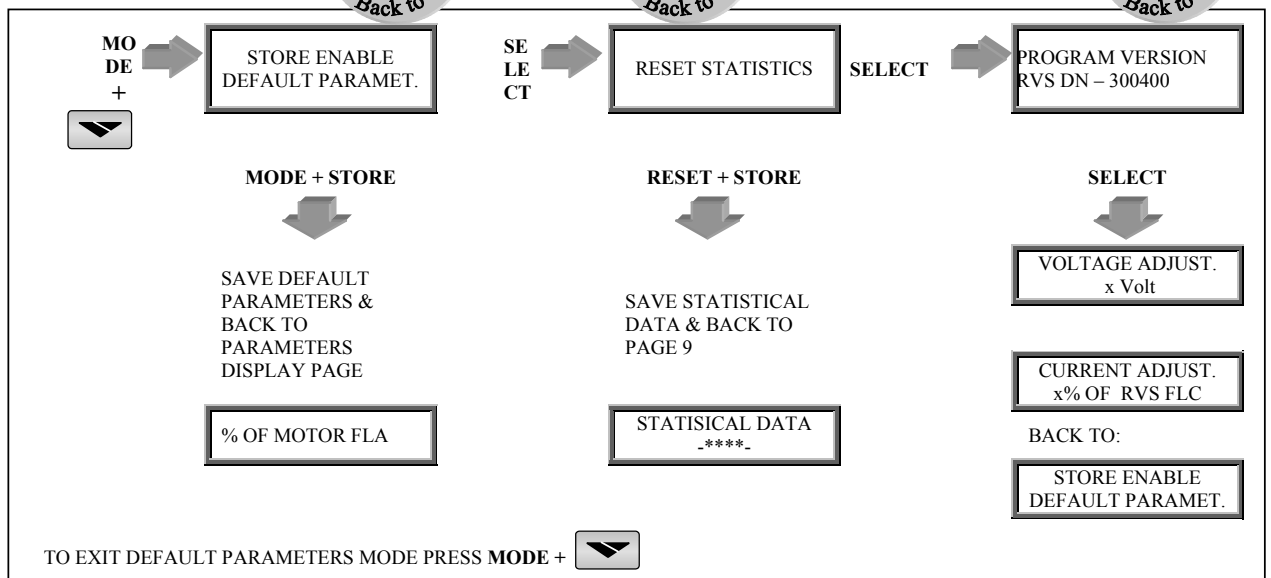 Back to
Back to
Back to
MO
DE
+
STORE ENABLE
DEFAULT PARAMET.
SE
LE
CT
RESET STATISTICS
SELECT
PROGRAM VERSION
RVS DN – 300400
MODE + STORE
RESET + STORE
SELECT
SAVE DEFAULT
PARAMETERS &
BACK TO
PARAMETERS
DISPLAY PAGE
SAVE STATISTICAL
DATA & BACK TO
PAGE 9
VOLTAGE ADJUST.
x Volt
CURRENT ADJUST.
x% OF RVS FLC
% OF MOTOR FLA
STATISICAL DATA
-****-
BACK TO:
STORE ENABLE
DEFAULT PARAMET.
TO EXIT DEFAULT PARAMETERS MODE PRESS MODE +